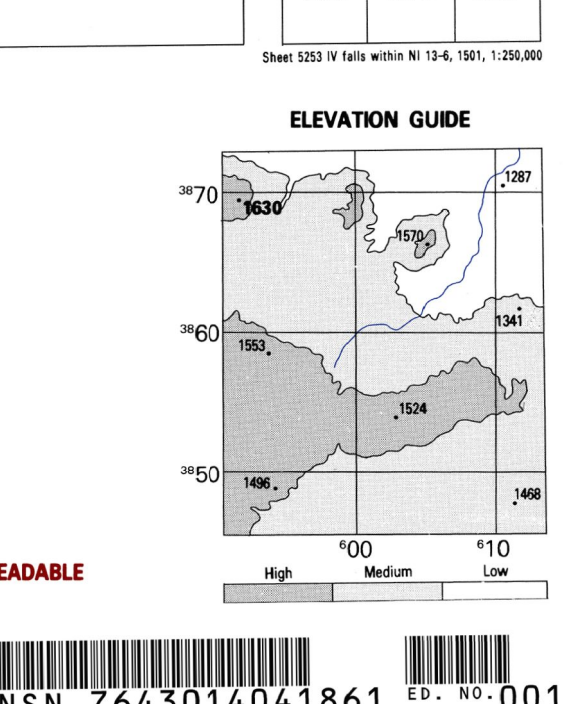 Sheet 5253 IV falls within NI 13-6, 1501, 1:250,000
ELEVATION GUIDE
1287
3870
1630
1570
1341
3860
1553
1524
3850
1496
1468
600 610
EADABLE
High Medium Low
NSN 7643014041861 ED. NO. 001